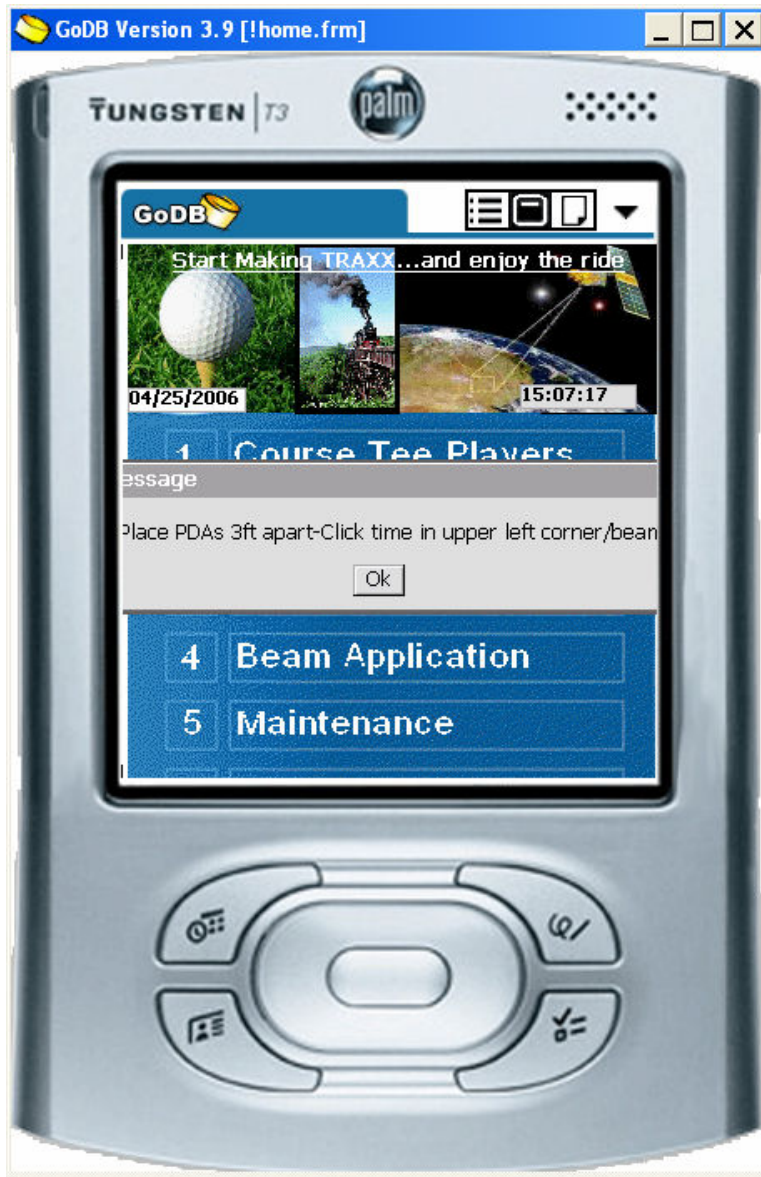 GoDB Version 3.9 [!home.frm]
TUNGSTEN T3
palm
GoDB
Start Making TRAXX...and enjoy the ride
04/25/2006
15:07:17
1 Course Tee Players
essage
Place PDAs 3ft apart-Click time in upper left corner/bean
Ok
4 Beam Application
5 Maintenance